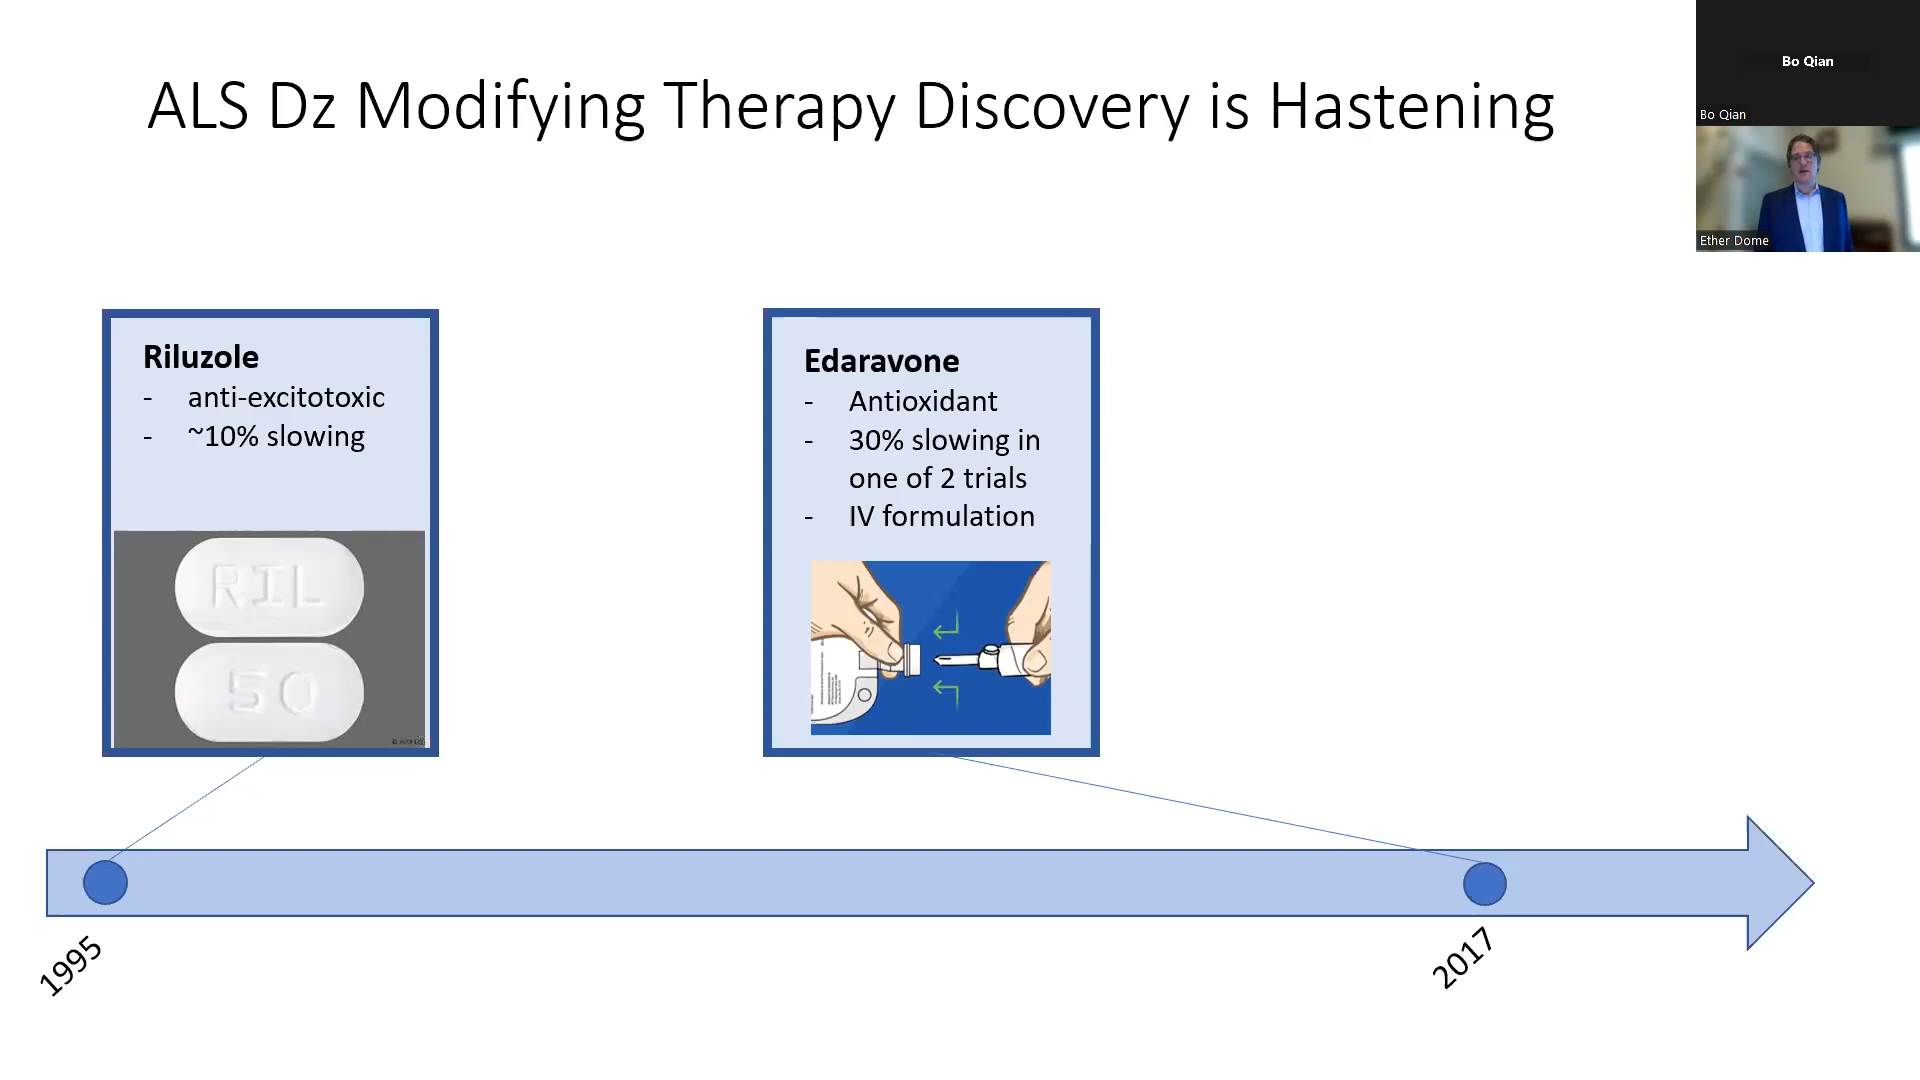 ALS Dz Modifying Therapy Discovery is Hastening
Bo Qian
Bo Qian
Ether Dome
Riluzole
- anti-excitotoxic
- ~10% slowing
RIL
50
Edaravone
- Antioxidant
- 30% slowing in
one of 2 trials
- IV formulation
1995
2017